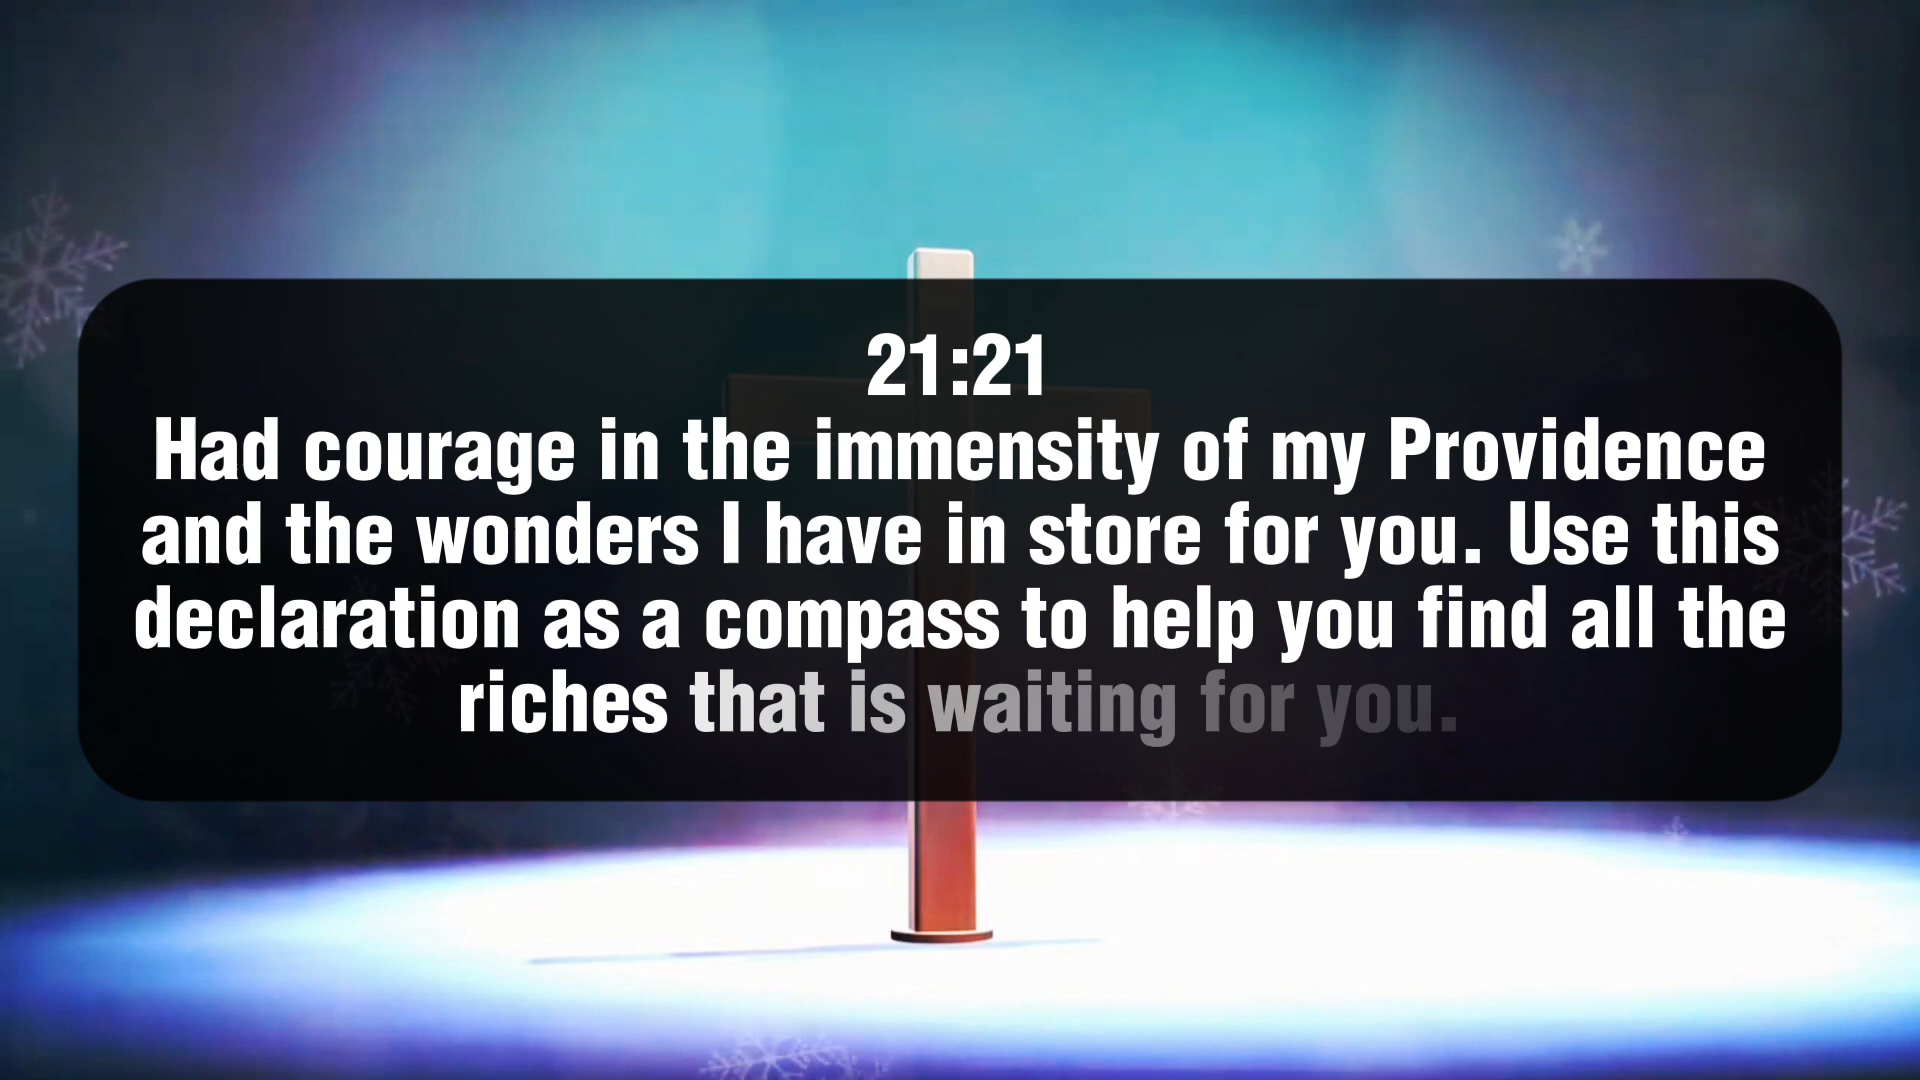 21:21
Had courage in the immensity of my Providence
and the wonders I have in store for you. Use this
declaration as a compass to help you find all the
riches that is waiting for you.